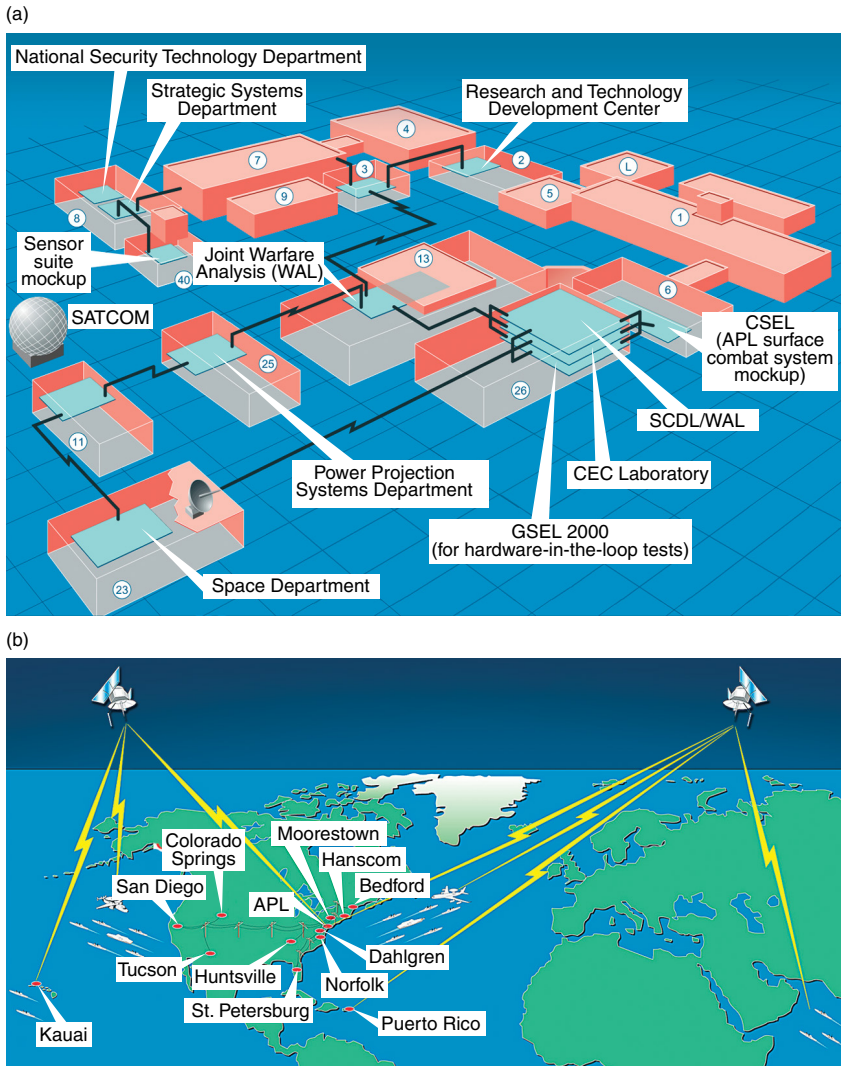 (a)
National Security Technology Department
Strategic Systems
Department
Research and Technology
Development Center
4
7
3
2
L
9
5
1
8
Sensor
suite
mockup
40
Joint Warfare
Analysis (WAL)
13
6
SATCOM
CSEL
(APL surface
combat system
mockup)
25
26
SCDL/WAL
11
Power Projection
Systems Department
CEC Laboratory
GSEL 2000
(for hardware-in-the-loop tests)
Space Department
23
(b)
Colorado
Springs
Moorestown
Hanscom
San Diego
APL
Bedford
Tucson
Huntsville
Dahlgren
Norfolk
St. Petersburg
Kauai
Puerto Rico